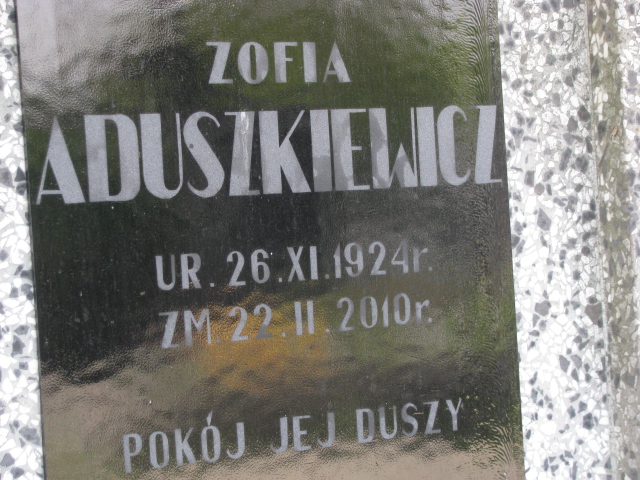 ZOFIA
ADUSZKIEWICZ
UR. 26.XI.1924r.
ZM 22.II.2010r.
POKÓJ JEJ DUSZY